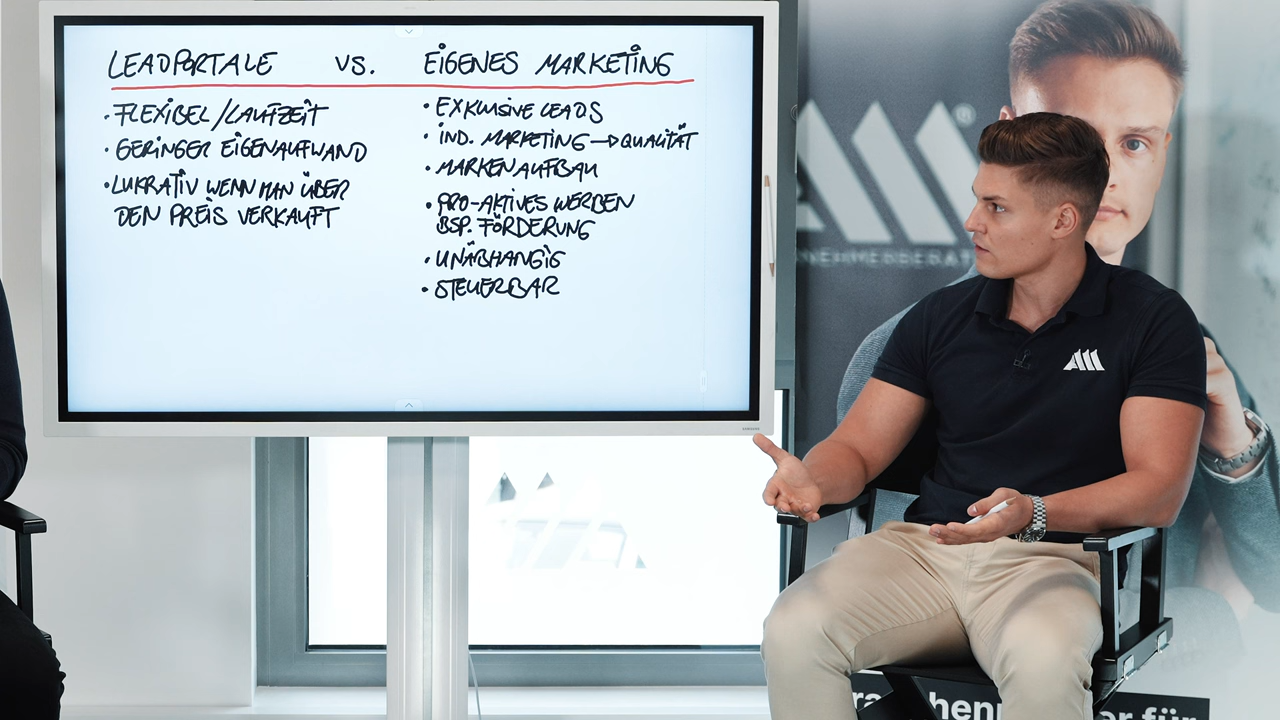 LEADPORTALE VS. EIGENES MARKETING
• FLEXIBEL/LAUFZEIT
• GERINGER EIGENAUFWAND
• LUKRATIV WENN MAN ÜBER
DEN PREIS VERKAUFT
• EXKLUSIVE LEADS
• IND. MARKETING → QUALITÄT
• MARKENAUFBAU
• PRO-AKTIVES WERBEN
BSP. FÖRDERUNG
• UNABHÄNGIG
• STEUERBAR
SAMSUNG
®